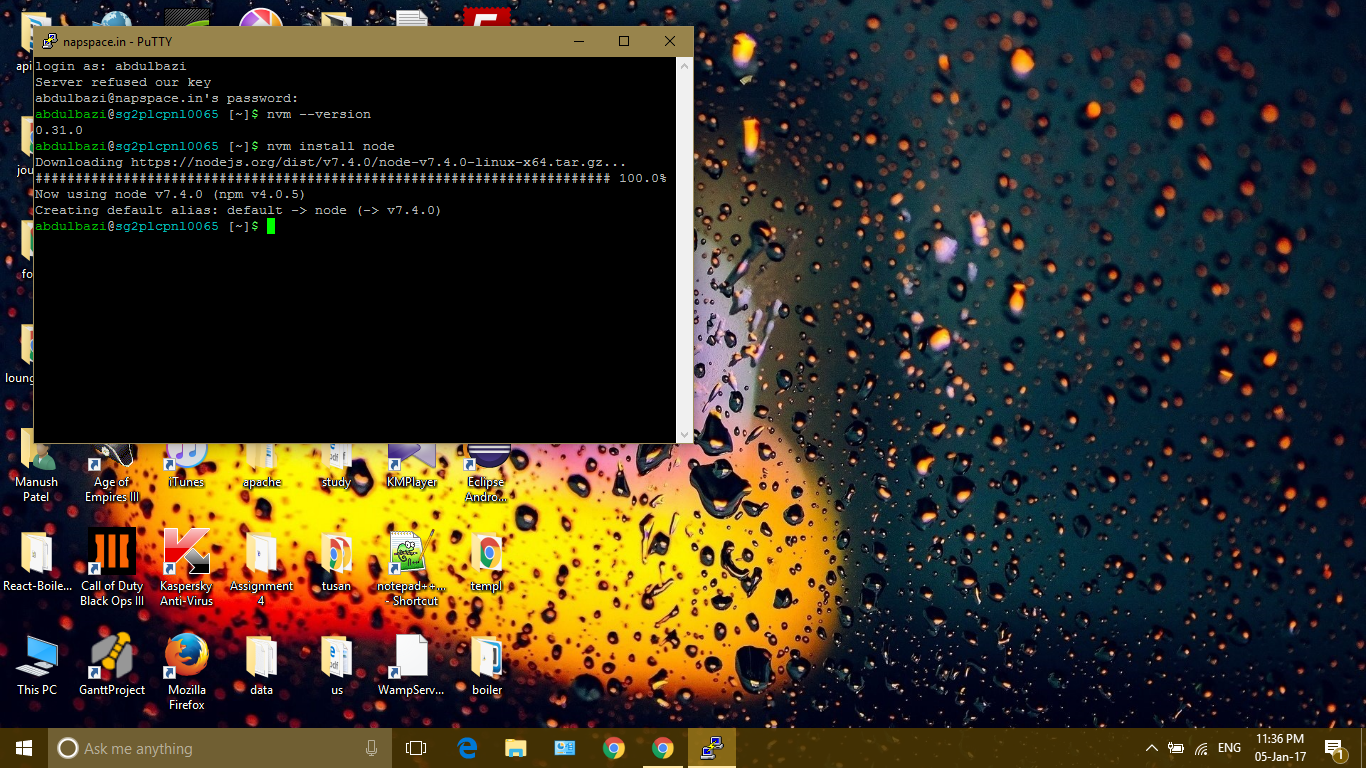 napspace.in - PuTTY
login as: abdulbazi
Server refused our key
abdulbazi@napspace.in's password:
abdulbazi@sg2plcpnl0065 [~]$ nvm --version
0.31.0
abdulbazi@sg2plcpnl0065 [~]$ nvm install node
Downloading https://nodejs.org/dist/v7.4.0/node-v7.4.0-linux-x64.tar.gz...
######################################################################## 100.0%
Now using node v7.4.0 (npm v4.0.5)
Creating default alias: default -> node (-> v7.4.0)
abdulbazi@sg2plcpnl0065 [~]$
Manush
Patel
Age of
Empires III
iTunes
apache
study
KMPlayer
Eclipse
Andro...
React-Boile...
Call of Duty
Black Ops III
Kaspersky
Anti-Virus
Assignment
4
tusan
notepad++....
- Shortcut
templ
This PC
GanttProject
Mozilla
Firefox
data
us
WampServ...
boiler
Ask me anything
ENG
11:36 PM
05-Jan-17
1